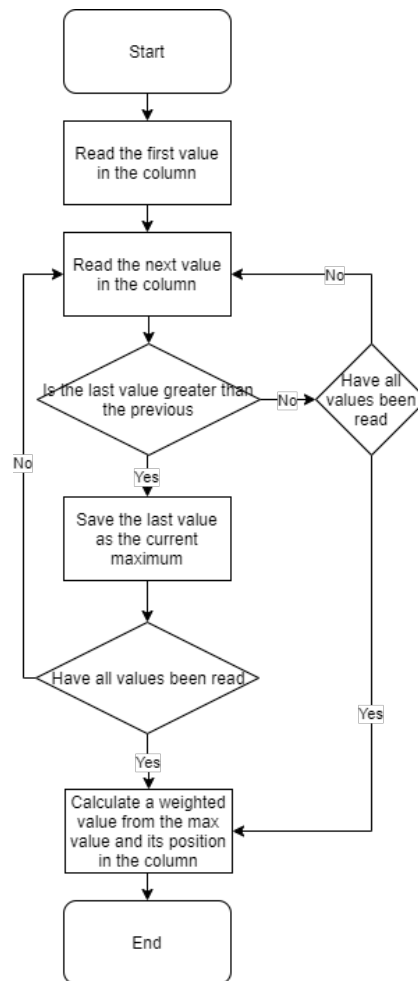 Start
Read the first value
in the column
Read the next value
in the column
No
Is the last value greater than
the previous
No
Have all
values been
read
No
Yes
Save the last value
as the current
maximum
Have all values been read
Yes
Yes
Calculate a weighted
value from the max
value and its position
in the column
End